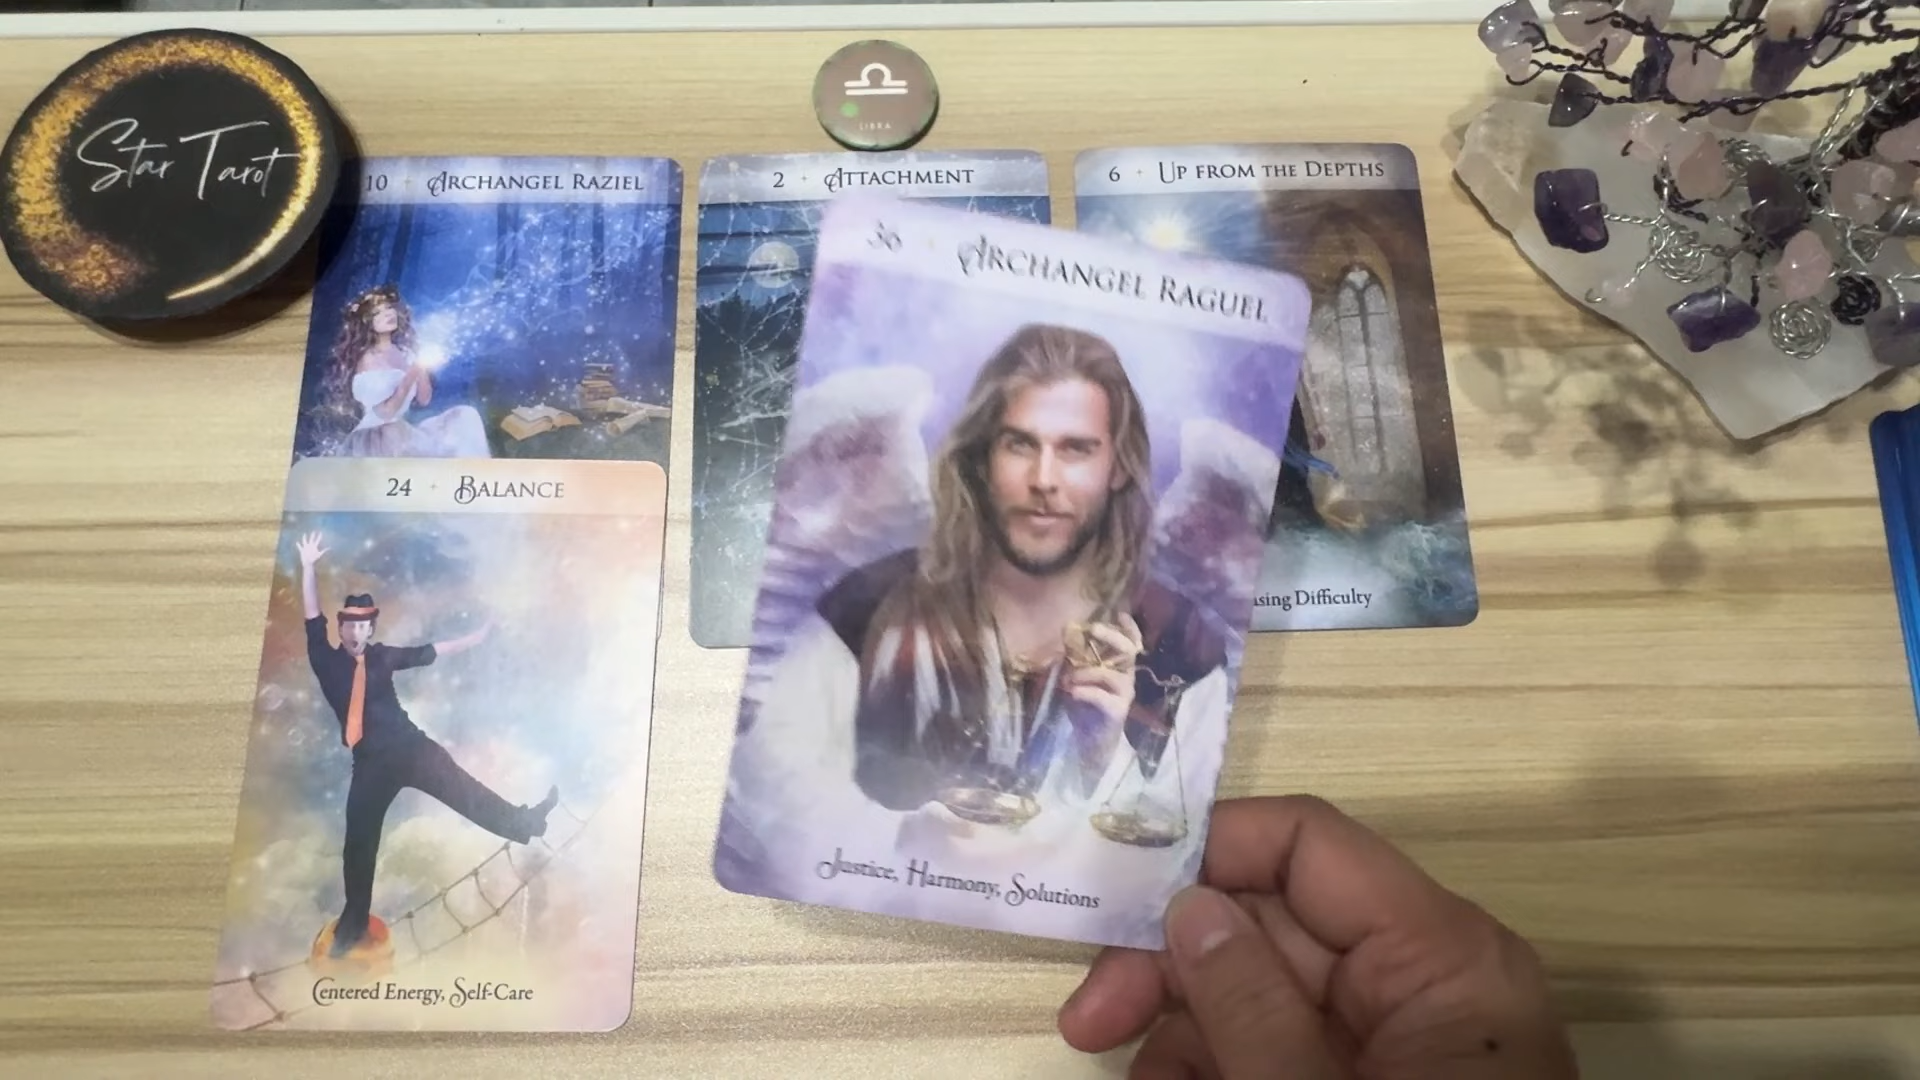 Star Tarot
LIBRA
10 + ARCHANGEL RAZIEL
2 + ATTACHMENT
6 + UP FROM THE DEPTHS
36 + ARCHANGEL RAGUEL
24 + BALANCE
Difficulty
Justice, Harmony, Solutions
Centered Energy, Self-Care